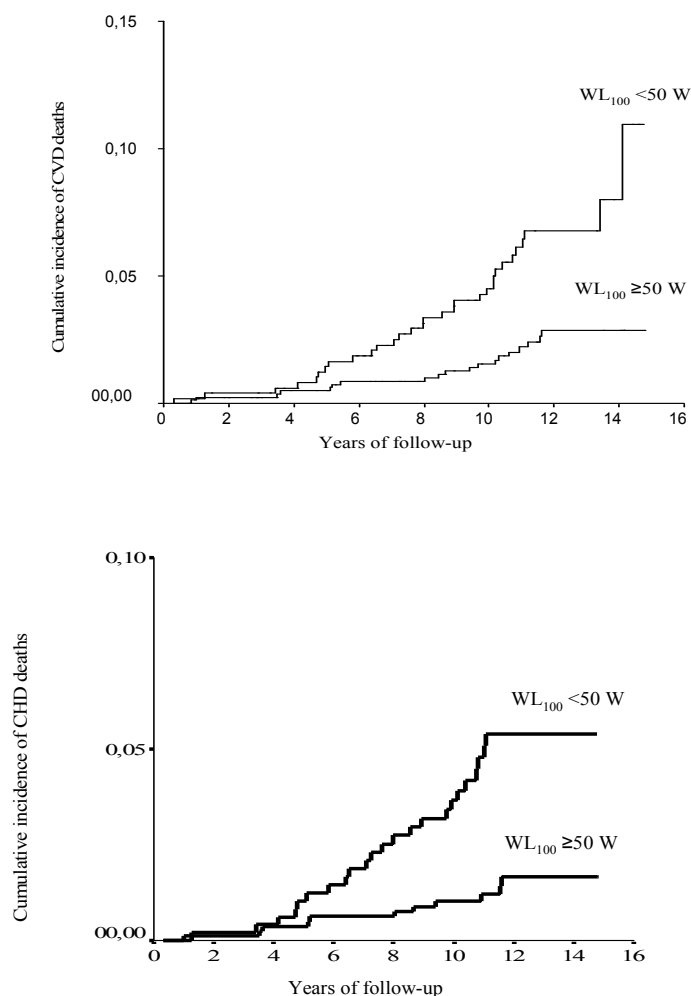 0,15
WL100 <50 W
0,10
Cumulative incidence of CVD deaths
0,05
WL100 ≥50 W
00,00
0 2 4 6 8 10 12 14 16
Years of follow-up
0,10
Cumulative incidence of CHD deaths
WL100 <50 W
0,05
WL100 ≥50 W
00,00
0 2 4 6 8 10 12 14 16
Years of follow-up